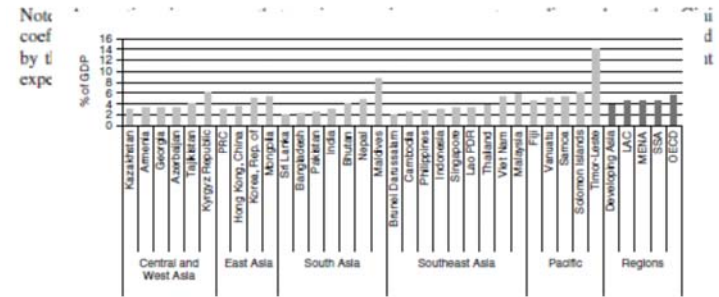 Note
coef
by t
expe
% of GDP
16
14
12
10
8
6
4
2
0
Kazakhstan
Armenia
Georgia
Azerbaijan
Tajikistan
Kyrgyz Republic
PRC
Hong Kong, China
Korea, Rep. of
Mongolia
Sri Lanka
Bangladesh
Pakistan
India
Bhutan
Nepal
Maldives
Brunei Darussalam
Cambodia
Philippines
Indonesia
Singapore
Lao PDR
Thailand
Viet Nam
Malaysia
Fiji
Vanuatu
Samoa
Solomon Islands
Timor-Leste
Developing Asia
LAC
MENA
SSA
OECD
Central and
West Asia
East Asia
South Asia
Southeast Asia
Pacific
Regions